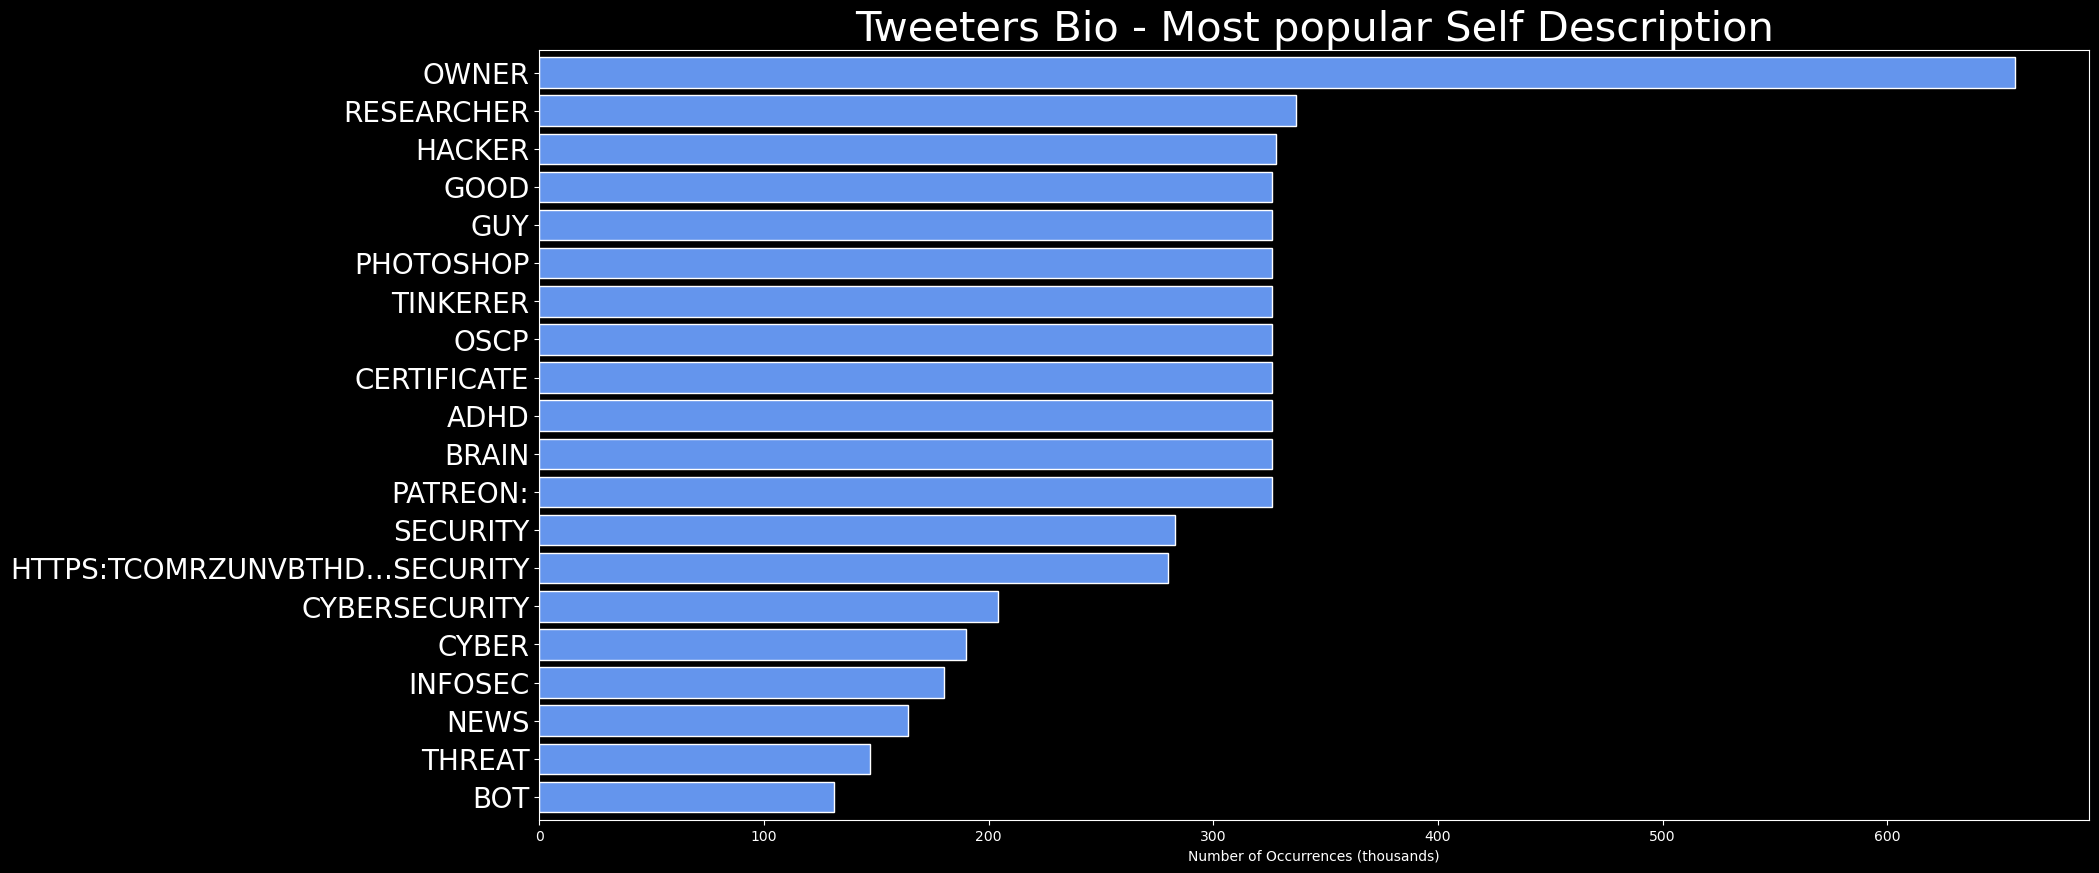 Tweeters Bio - Most popular Self Description
OWNER
RESEARCHER
HACKER
GOOD
GUY
PHOTOSHOP
TINKERER
OSCP
CERTIFICATE
ADHD
BRAIN
PATREON:
SECURITY
HTTPS:TCOMRZUNVBTHD...SECURITY
CYBERSECURITY
CYBER
INFOSEC
NEWS
THREAT
BOT
0 100 200 300 400 500 600
Number of Occurrences (thousands)